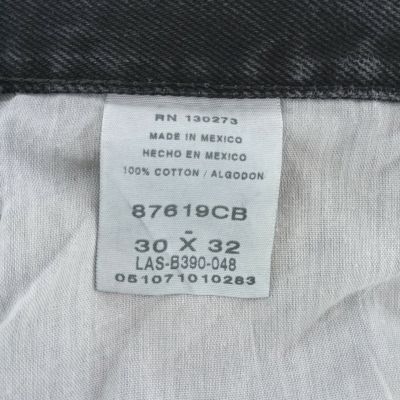 RN 130273
MADE IN MEXICO
HECHO EN MEXICO
100% COTTON / ALGODON
87619CB
-
30 X 32
LAS-B390-048
051071010283